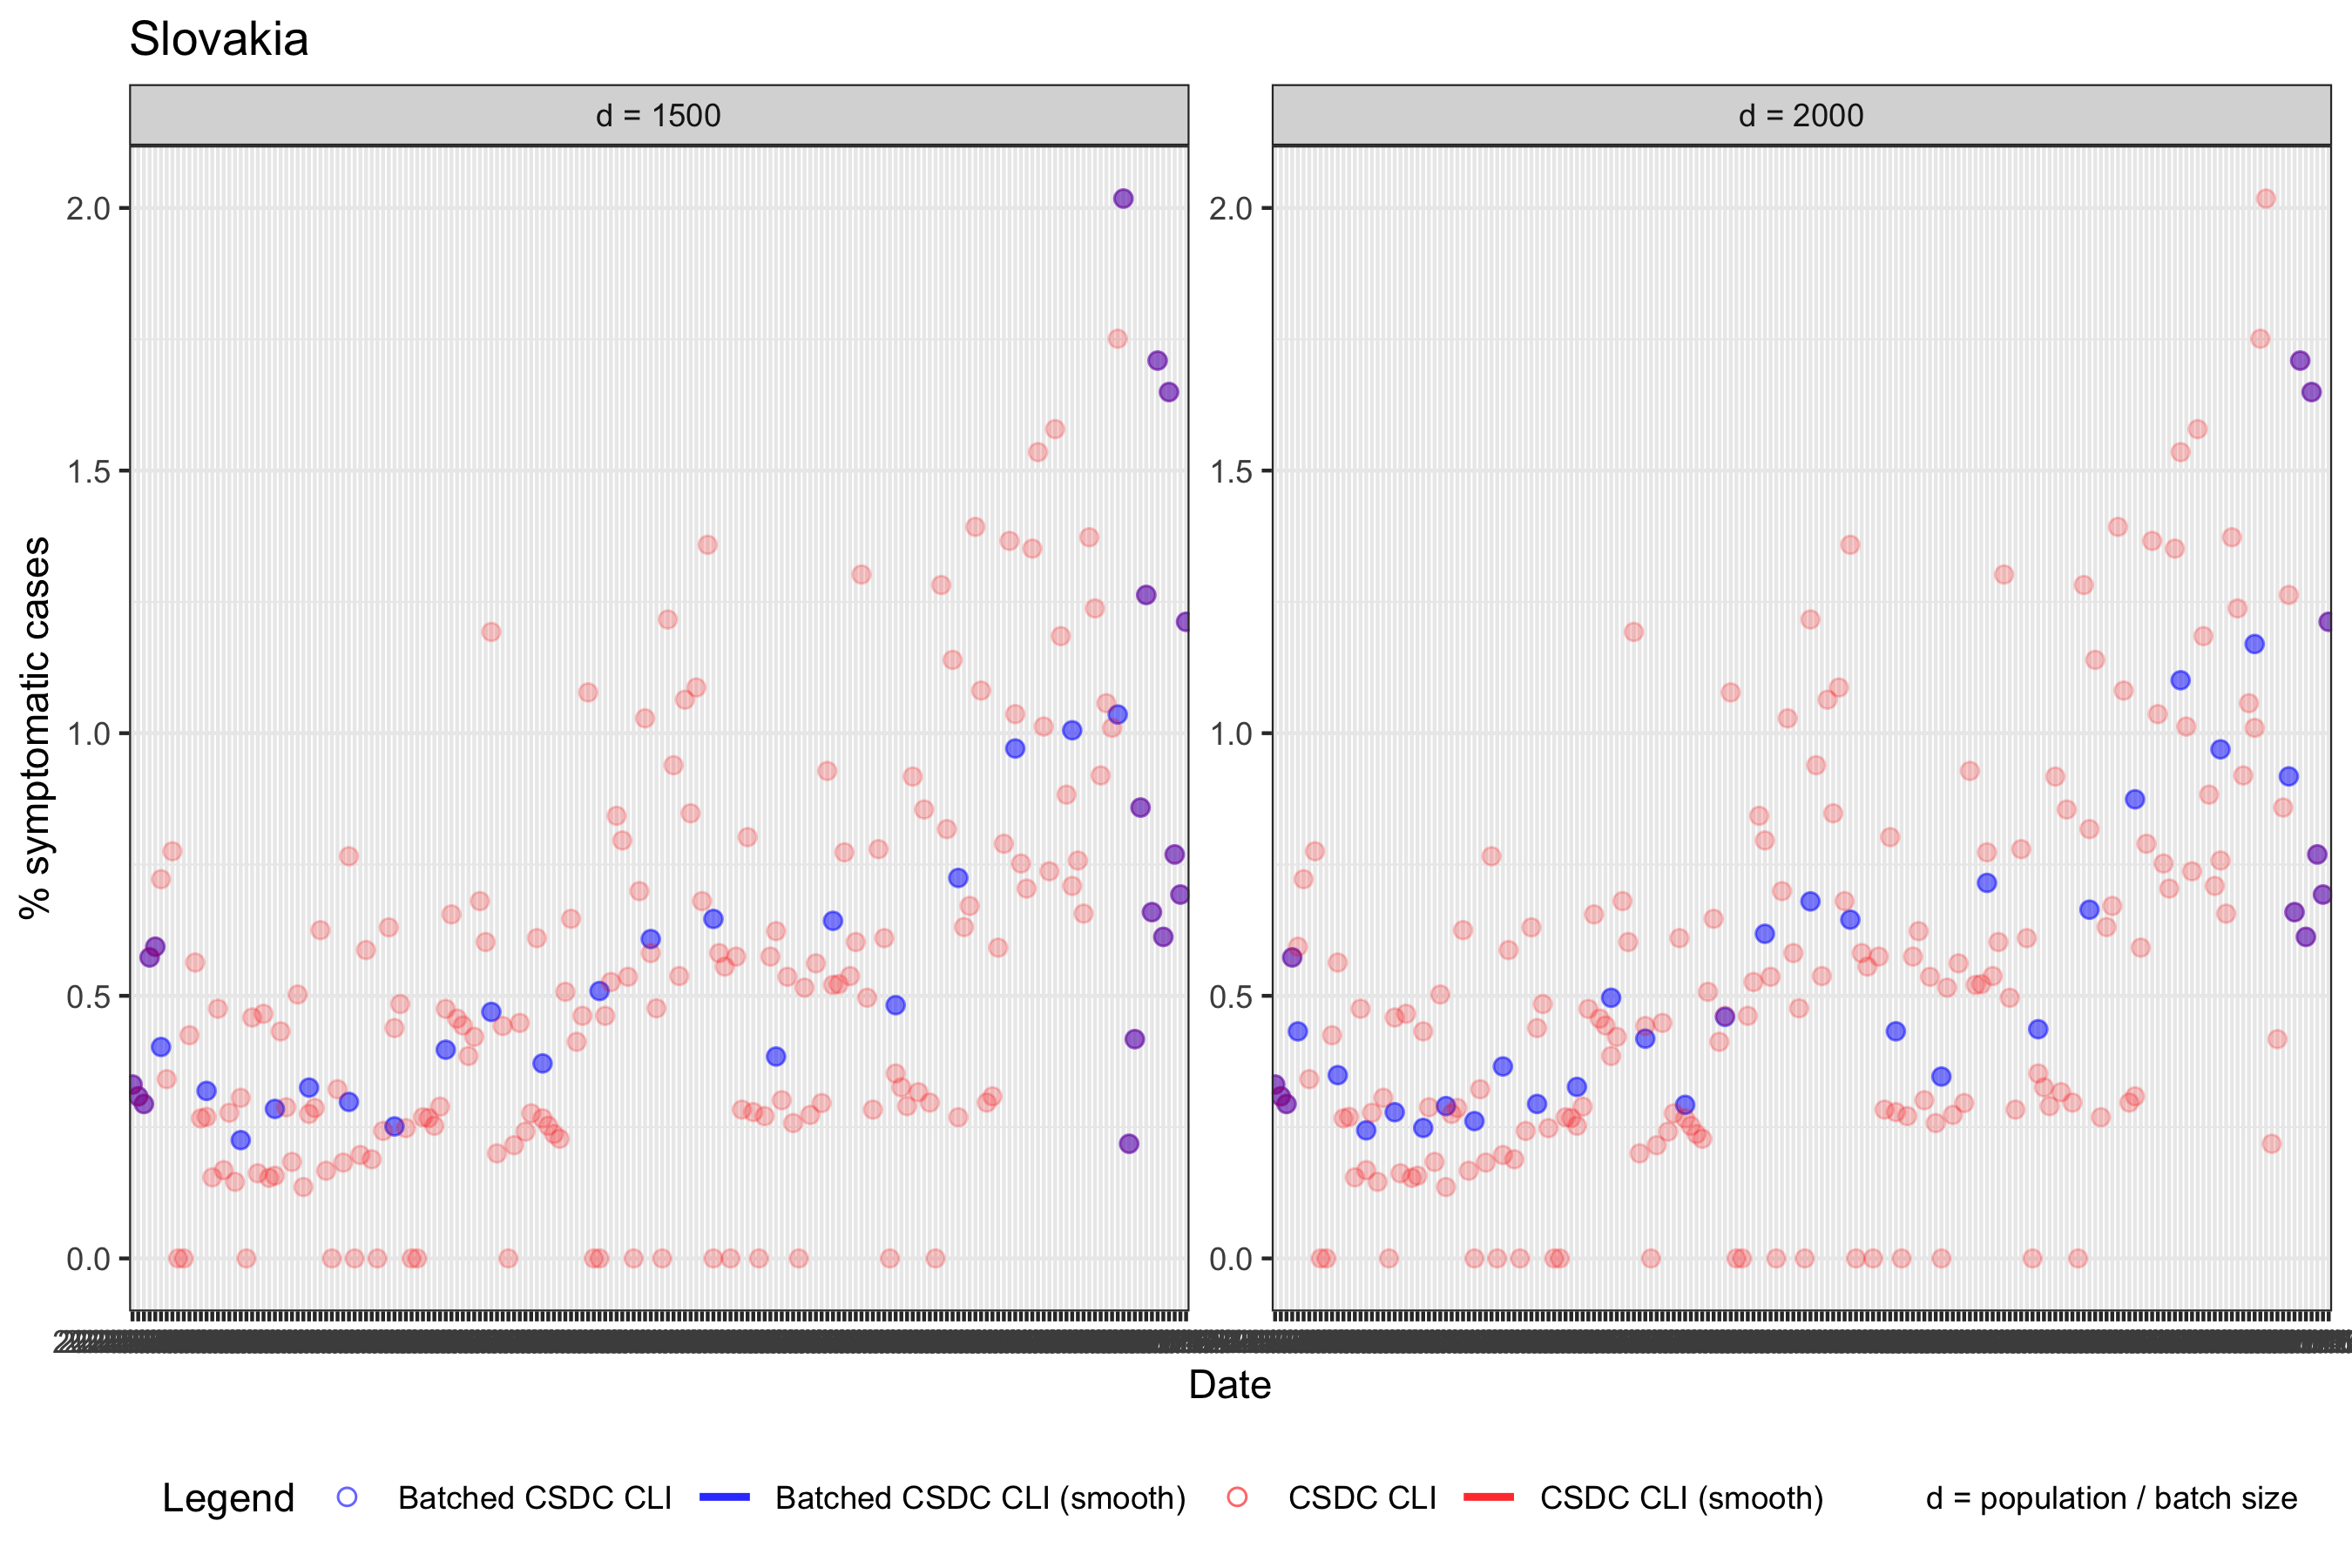 Slovakia
d = 1500
d = 2000
2.0
1.5
1.0
0.5
0.0
2.0
1.5
1.0
0.5
0.0
% symptomatic cases
Date
Legend Batched CSDC CLI Batched CSDC CLI (smooth) CSDC CLI CSDC CLI (smooth) d = population / batch size